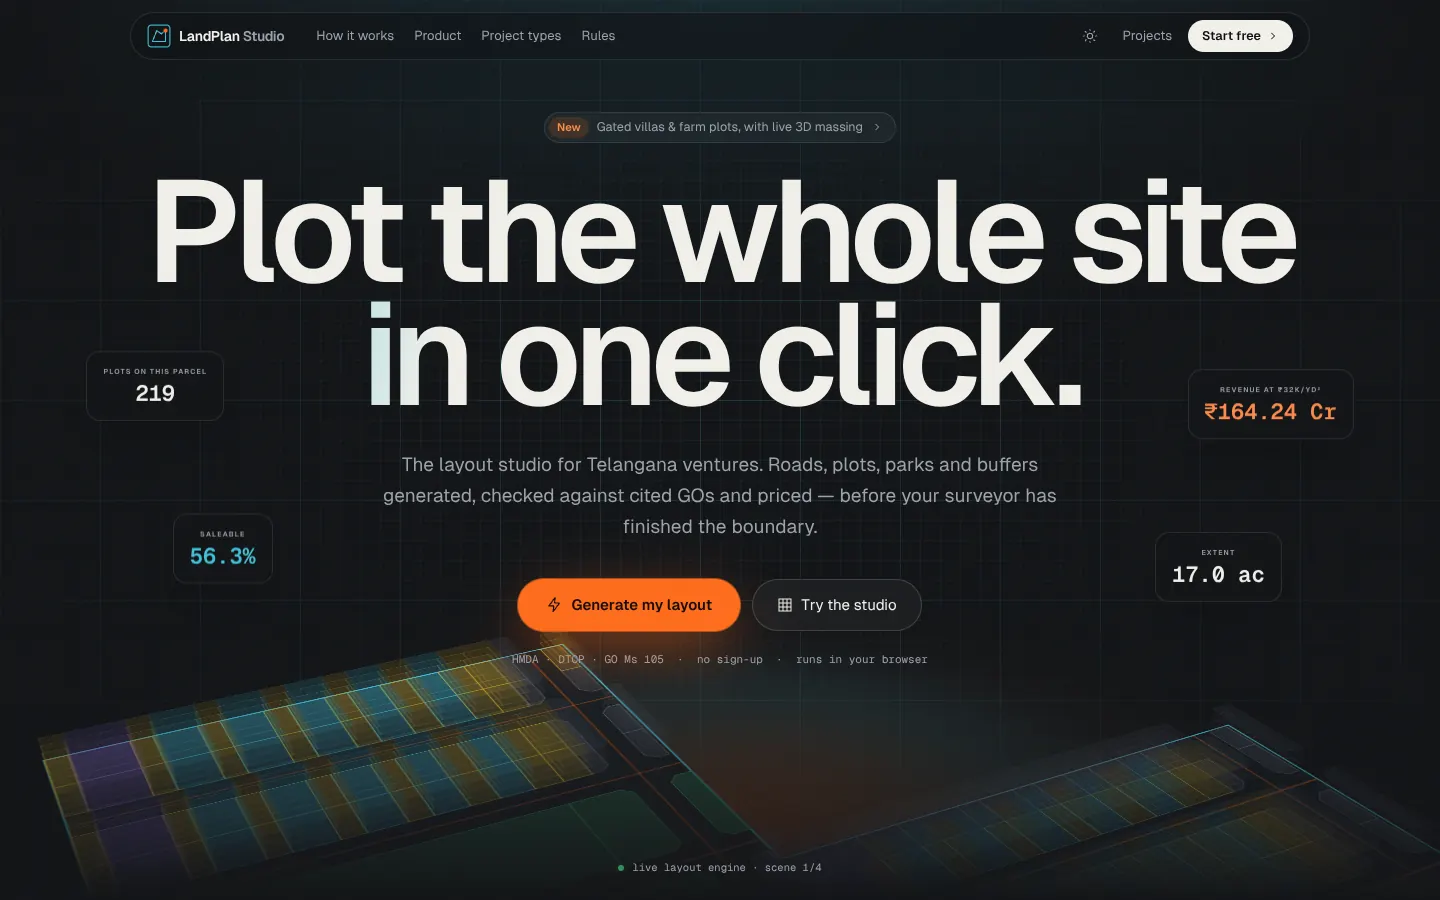 LandPlan Studio
How it works
Product
Project types
Rules
Projects
Start free
New Gated villas & farm plots, with live 3D massing
Plot the whole site
in one click.
PLOTS ON THIS PARCEL
219
REVENUE AT ₹32K/YD²
₹164.24 Cr
The layout studio for Telangana ventures. Roads, plots, parks and buffers
generated, checked against cited GOs and priced — before your surveyor has
finished the boundary.
SALEABLE
56.3%
EXTENT
17.0 ac
Generate my layout
Try the studio
HMDA · DTCP · GO Ms 105 · no sign-up · runs in your browser
live layout engine · scene 1/4